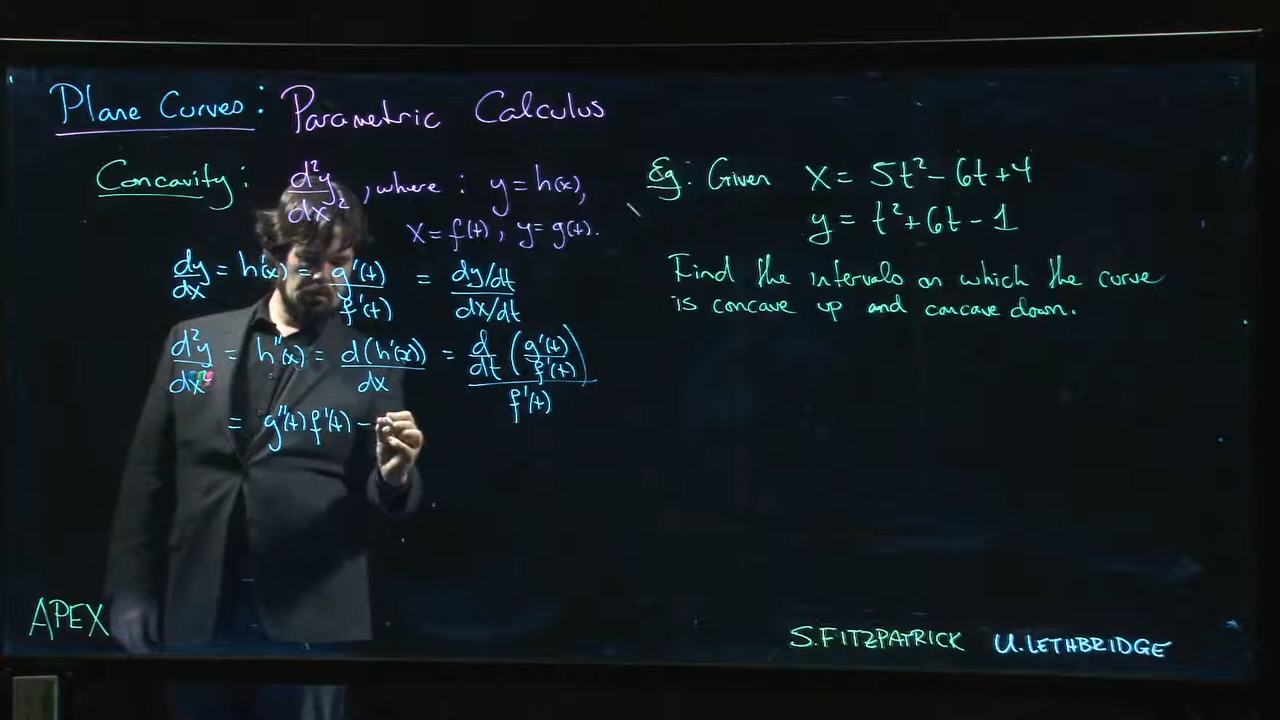 Plane Curves: Parametric Calculus
Concavity: d²y/dx², where: y = h(x),
x = f(t), y = g(t).
dy/dx = h'(x) = g'(t)/f'(t) = dy/dt / dx/dt
d²y/dx² = h''(x) = d(h'(x))/dx = d/dt (g'(t)/f'(t)) / f'(t)
= g''(t)f'(t) −
Eg: Given x = 5t² − 6t + 4
y = t² + 6t − 1
Find the intervals on which the curve
is concave up and concave down.
APEX
S.FITZPATRICK U.LETHBRIDGE